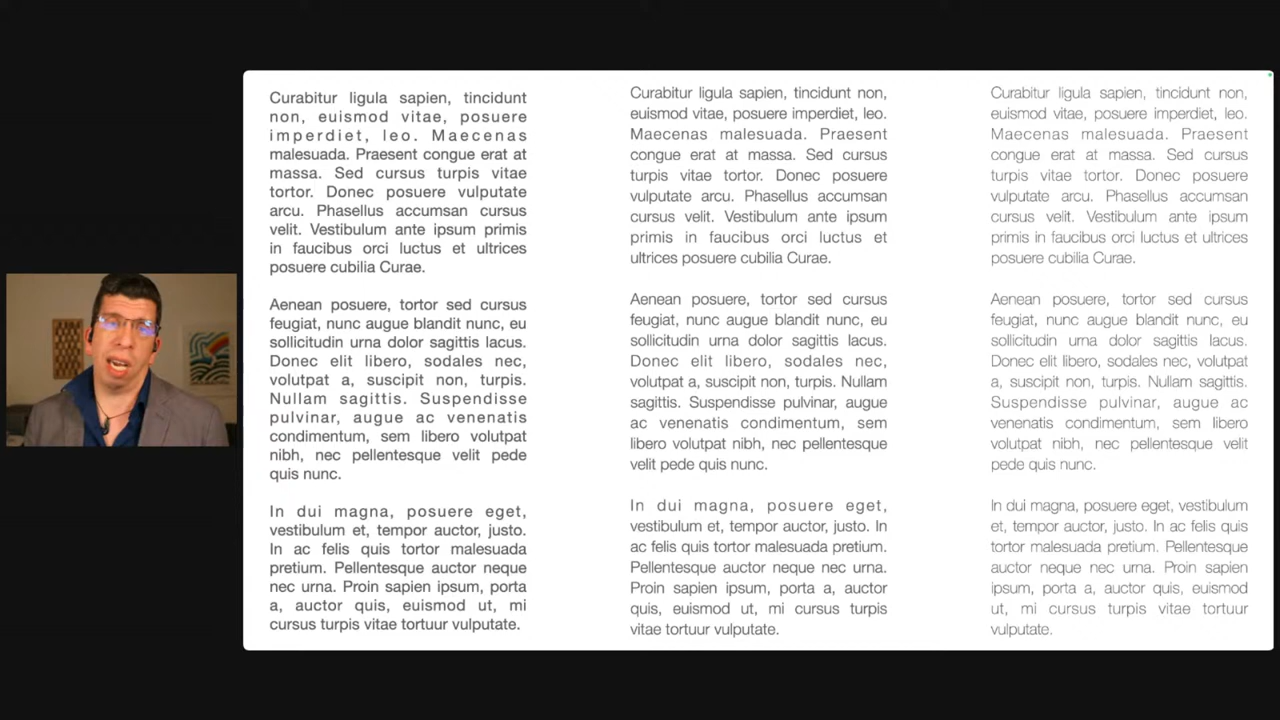 Curabitur ligula sapien, tincidunt
non, euismod vitae, posuere
imperdiet, leo. Maecenas
malesuada. Praesent congue erat at
massa. Sed cursus turpis vitae
tortor. Donec posuere vulputate
arcu. Phasellus accumsan cursus
velit. Vestibulum ante ipsum primis
in faucibus orci luctus et ultrices
posuere cubilia Curae.
Aenean posuere, tortor sed cursus
feugiat, nunc augue blandit nunc, eu
sollicitudin urna dolor sagittis lacus.
Donec elit libero, sodales nec,
volutpat a, suscipit non, turpis.
Nullam sagittis. Suspendisse
pulvinar, augue ac venenatis
condimentum, sem libero volutpat
nibh, nec pellentesque velit pede
quis nunc.
In dui magna, posuere eget,
vestibulum et, tempor auctor, justo.
In ac felis quis tortor malesuada
pretium. Pellentesque auctor neque
nec urna. Proin sapien ipsum, porta
a, auctor quis, euismod ut, mi
cursus turpis vitae tortuur vulputate.
Curabitur ligula sapien, tincidunt non,
euismod vitae, posuere imperdiet, leo.
Maecenas malesuada. Praesent
congue erat at massa. Sed cursus
turpis vitae tortor. Donec posuere
vulputate arcu. Phasellus accumsan
cursus velit. Vestibulum ante ipsum
primis in faucibus orci luctus et
ultrices posuere cubilia Curae.
Aenean posuere, tortor sed cursus
feugiat, nunc augue blandit nunc, eu
sollicitudin urna dolor sagittis lacus.
Donec elit libero, sodales nec,
volutpat a, suscipit non, turpis. Nullam
sagittis. Suspendisse pulvinar, augue
ac venenatis condimentum, sem
libero volutpat nibh, nec pellentesque
velit pede quis nunc.
In dui magna, posuere eget,
vestibulum et, tempor auctor, justo. In
ac felis quis tortor malesuada pretium.
Pellentesque auctor neque nec urna.
Proin sapien ipsum, porta a, auctor
quis, euismod ut, mi cursus turpis
vitae tortuur vulputate.
Curabitur ligula sapien, tincidunt non,
euismod vitae, posuere imperdiet, leo.
Maecenas malesuada. Praesent
congue erat at massa. Sed cursus
turpis vitae tortor. Donec posuere
vulputate arcu. Phasellus accumsan
cursus velit. Vestibulum ante ipsum
primis in faucibus orci luctus et ultrices
posuere cubilia Curae.
Aenean posuere, tortor sed cursus
feugiat, nunc augue blandit nunc, eu
sollicitudin urna dolor sagittis lacus.
Donec elit libero, sodales nec, volutpat
a, suscipit non, turpis. Nullam sagittis.
Suspendisse pulvinar, augue ac
venenatis condimentum, sem libero
volutpat nibh, nec pellentesque velit
pede quis nunc.
In dui magna, posuere eget, vestibulum
et, tempor auctor, justo. In ac felis quis
tortor malesuada pretium. Pellentesque
auctor neque nec urna. Proin sapien
ipsum, porta a, auctor quis, euismod
ut, mi cursus turpis vitae tortuur
vulputate.